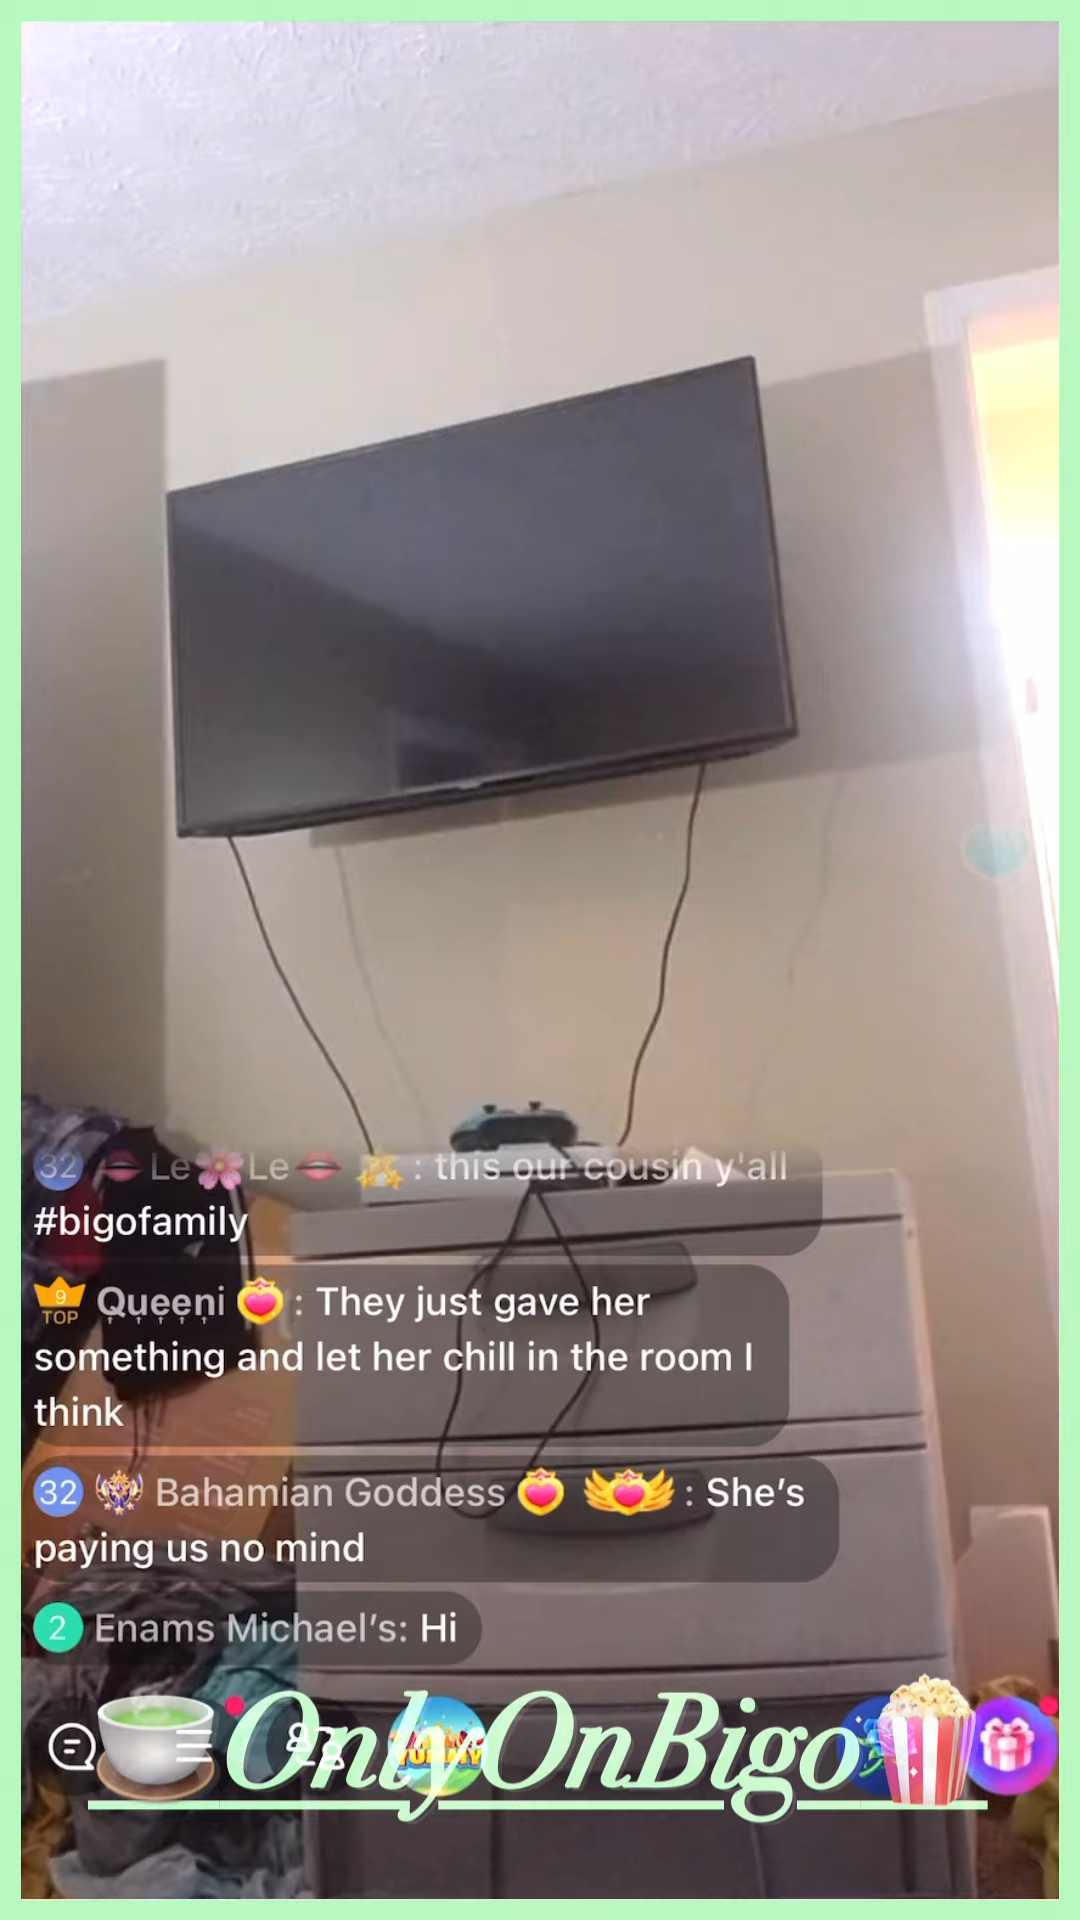 32 Le🌸Le : this our cousin y'all
#bigofamily
9 TOP Queeni : They just gave her
something and let her chill in the room I
think
32 Bahamian Goddess : She's
paying us no mind
2 Enams Michael's: Hi
OnlyOnBigo